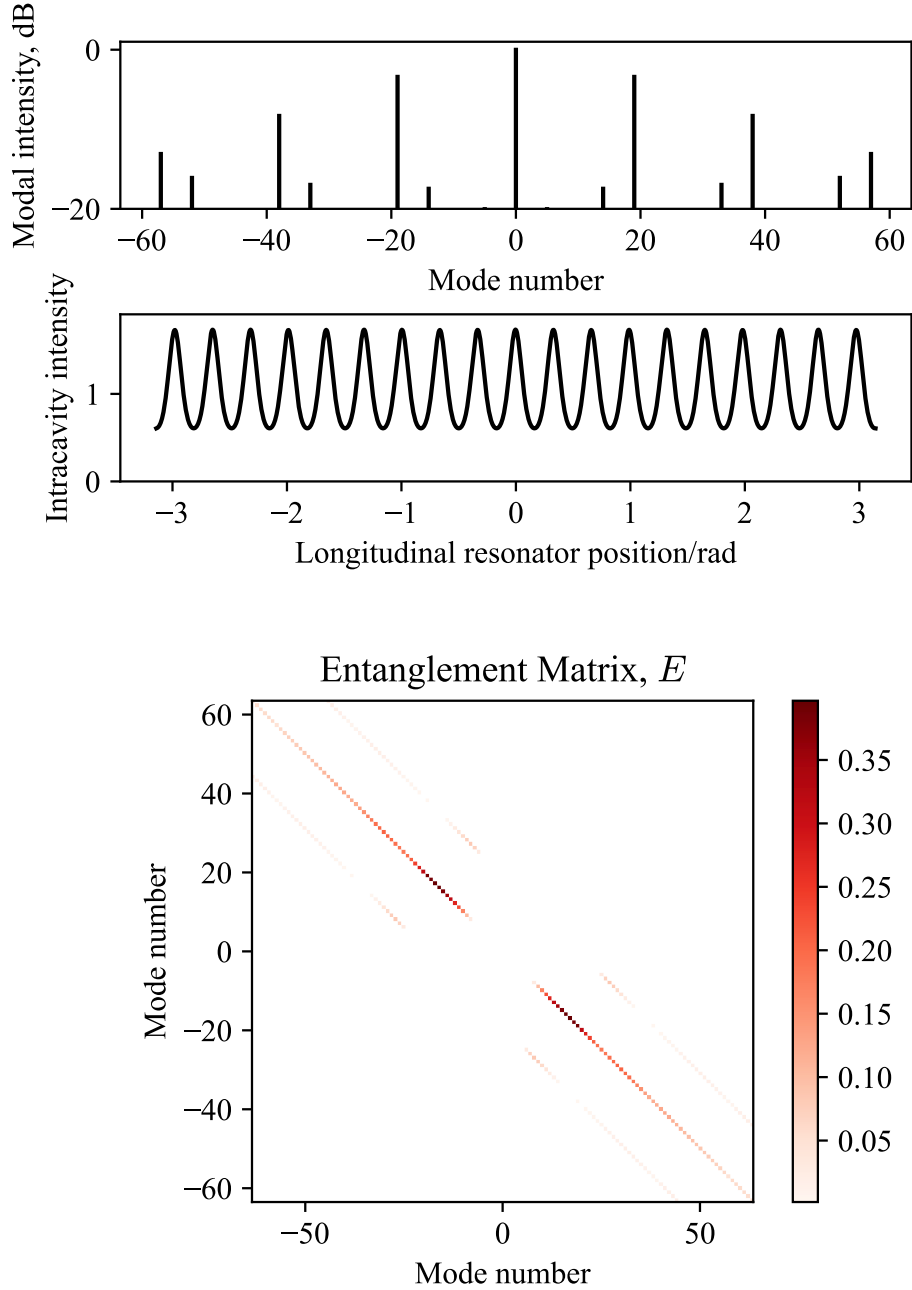 Modal intensity, dB
0
−20
−60 −40 −20 0 20 40 60
Mode number
Intracavity intensity
1
0
−3 −2 −1 0 1 2 3
Longitudinal resonator position/rad
Entanglement Matrix, E
Mode number
60
40
20
0
−20
−40
−60
−50 0 50
Mode number
0.35
0.30
0.25
0.20
0.15
0.10
0.05